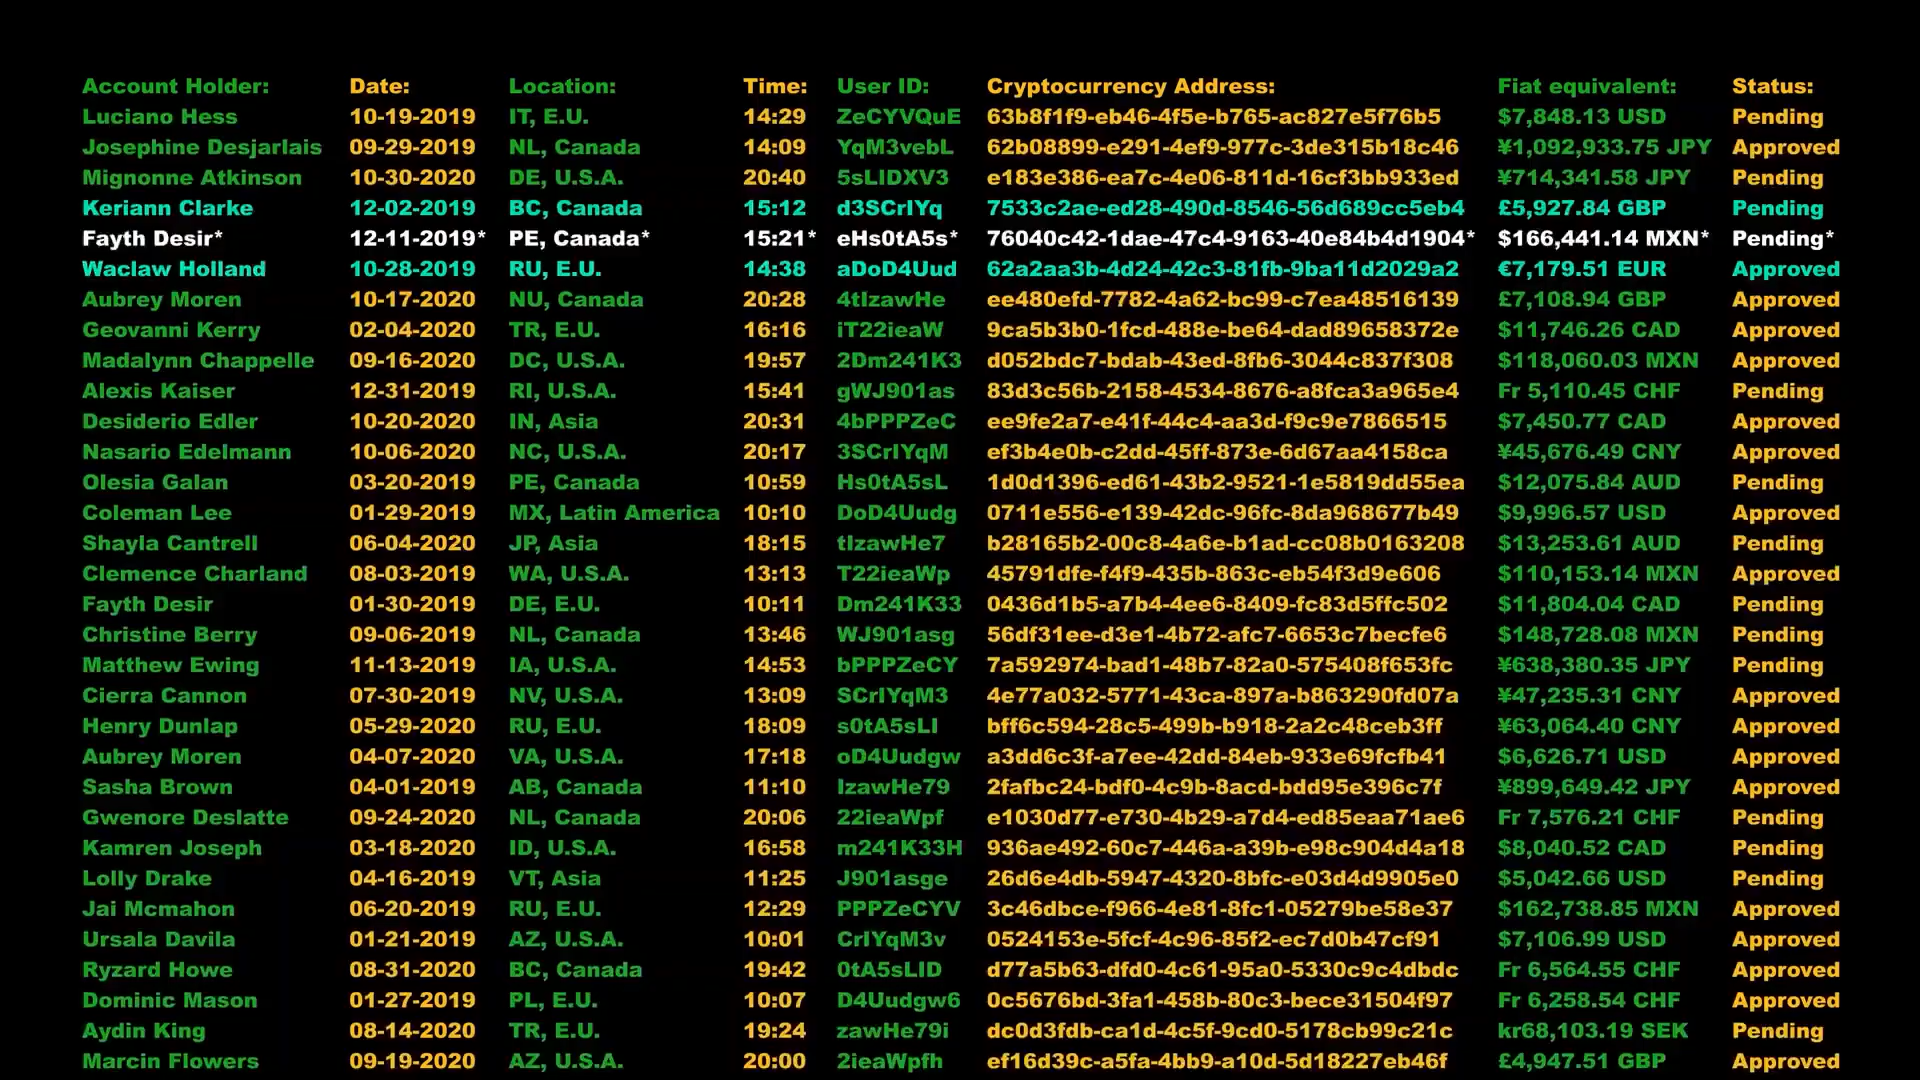 Account Holder: Date: Location: Time: User ID: Cryptocurrency Address: Fiat equivalent: Status:
Luciano Hess 10-19-2019 IT, E.U. 14:29 ZeCYVQuE 63b8f1f9-eb46-4f5e-b765-ac827e5f76b5 $7,848.13 USD Pending
Josephine Desjarlais 09-29-2019 NL, Canada 14:09 YqM3vebL 62b08899-e291-4ef9-977c-3de315b18c46 ¥1,092,933.75 JPY Approved
Mignonne Atkinson 10-30-2020 DE, U.S.A. 20:40 5sLIDXV3 e183e386-ea7c-4e06-811d-16cf3bb933ed ¥714,341.58 JPY Pending
Keriann Clarke 12-02-2019 BC, Canada 15:12 d3SCrIYq 7533c2ae-ed28-490d-8546-56d689cc5eb4 £5,927.84 GBP Pending
Fayth Desir* 12-11-2019* PE, Canada* 15:21* eHs0tA5s* 76040c42-1dae-47c4-9163-40e84b4d1904* $166,441.14 MXN* Pending*
Waclaw Holland 10-28-2019 RU, E.U. 14:38 aDoD4Uud 62a2aa3b-4d24-42c3-81fb-9ba11d2029a2 €7,179.51 EUR Approved
Aubrey Moren 10-17-2020 NU, Canada 20:28 4tIzawHe ee480efd-7782-4a62-bc99-c7ea48516139 £7,108.94 GBP Approved
Geovanni Kerry 02-04-2020 TR, E.U. 16:16 iT22ieaW 9ca5b3b0-1fcd-488e-be64-dad89658372e $11,746.26 CAD Approved
Madalynn Chappelle 09-16-2020 DC, U.S.A. 19:57 2Dm241K3 d052bdc7-bdab-43ed-8fb6-3044c837f308 $118,060.03 MXN Approved
Alexis Kaiser 12-31-2019 RI, U.S.A. 15:41 gWJ901as 83d3c56b-2158-4534-8676-a8fca3a965e4 Fr 5,110.45 CHF Pending
Desiderio Edler 10-20-2020 IN, Asia 20:31 4bPPPZeC ee9fe2a7-e41f-44c4-aa3d-f9c9e7866515 $7,450.77 CAD Approved
Nasario Edelmann 10-06-2020 NC, U.S.A. 20:17 3SCrIYqM ef3b4e0b-c2dd-45ff-873e-6d67aa4158ca ¥45,676.49 CNY Approved
Olesia Galan 03-20-2019 PE, Canada 10:59 Hs0tA5sL 1d0d1396-ed61-43b2-9521-1e5819dd55ea $12,075.84 AUD Pending
Coleman Lee 01-29-2019 MX, Latin America 10:10 DoD4Uudg 0711e556-e139-42dc-96fc-8da968677b49 $9,996.57 USD Approved
Shayla Cantrell 06-04-2020 JP, Asia 18:15 tIzawHe7 b28165b2-00c8-4a6e-b1ad-cc08b0163208 $13,253.61 AUD Pending
Clemence Charland 08-03-2019 WA, U.S.A. 13:13 T22ieaWp 45791dfe-f4f9-435b-863c-eb54f3d9e606 $110,153.14 MXN Approved
Fayth Desir 01-30-2019 DE, E.U. 10:11 Dm241K33 0436d1b5-a7b4-4ee6-8409-fc83d5ffc502 $11,804.04 CAD Pending
Christine Berry 09-06-2019 NL, Canada 13:46 WJ901asg 56df31ee-d3e1-4b72-afc7-6653c7becfe6 $148,728.08 MXN Pending
Matthew Ewing 11-13-2019 IA, U.S.A. 14:53 bPPPZeCY 7a592974-bad1-48b7-82a0-575408f653fc ¥638,380.35 JPY Pending
Cierra Cannon 07-30-2019 NV, U.S.A. 13:09 SCrIYqM3 4e77a032-5771-43ca-897a-b863290fd07a ¥47,235.31 CNY Approved
Henry Dunlap 05-29-2020 RU, E.U. 18:09 s0tA5sLI bff6c594-28c5-499b-b918-2a2c48ceb3ff ¥63,064.40 CNY Approved
Aubrey Moren 04-07-2020 VA, U.S.A. 17:18 oD4Uudgw a3dd6c3f-a7ee-42dd-84eb-933e69fcfb41 $6,626.71 USD Approved
Sasha Brown 04-01-2019 AB, Canada 11:10 IzawHe79 2fafbc24-bdf0-4c9b-8acd-bdd95e396c7f ¥899,649.42 JPY Approved
Gwenore Deslatte 09-24-2020 NL, Canada 20:06 22ieaWpf e1030d77-e730-4b29-a7d4-ed85eaa71ae6 Fr 7,576.21 CHF Pending
Kamren Joseph 03-18-2020 ID, U.S.A. 16:58 m241K33H 936ae492-60c7-446a-a39b-e98c904d4a18 $8,040.52 CAD Pending
Lolly Drake 04-16-2019 VT, Asia 11:25 J901asge 26d6e4db-5947-4320-8bfc-e03d4d9905e0 $5,042.66 USD Pending
Jai Mcmahon 06-20-2019 RU, E.U. 12:29 PPPZeCYV 3c46dbce-f966-4e81-8fc1-05279be58e37 $162,738.85 MXN Approved
Ursala Davila 01-21-2019 AZ, U.S.A. 10:01 CrIYqM3v 0524153e-5fcf-4c96-85f2-ec7d0b47cf91 $7,106.99 USD Approved
Ryzard Howe 08-31-2020 BC, Canada 19:42 0tA5sLID d77a5b63-dfd0-4c61-95a0-5330c9c4dbdc Fr 6,564.55 CHF Approved
Dominic Mason 01-27-2019 PL, E.U. 10:07 D4Uudgw6 0c5676bd-3fa1-458b-80c3-bece31504f97 Fr 6,258.54 CHF Approved
Aydin King 08-14-2020 TR, E.U. 19:24 zawHe79i dc0d3fdb-ca1d-4c5f-9cd0-5178cb99c21c kr68,103.19 SEK Pending
Marcin Flowers 09-19-2020 AZ, U.S.A. 20:00 2ieaWpfh ef16d39c-a5fa-4bb9-a10d-5d18227eb46f £4,947.51 GBP Approved